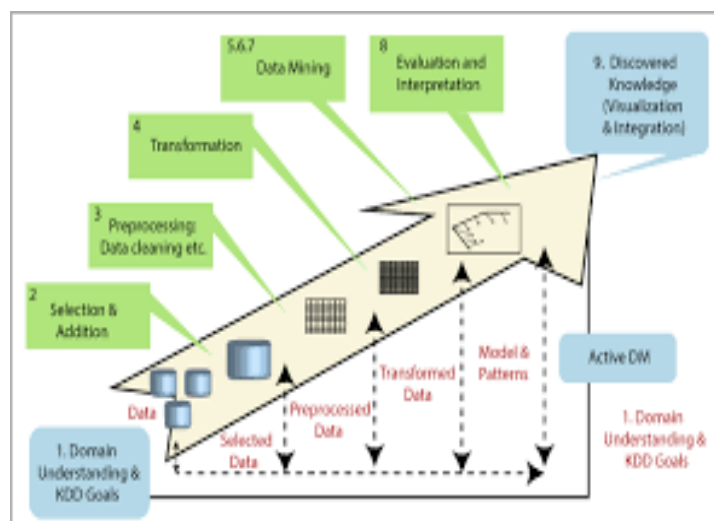 5.6.7
Data Mining
8
Evaluation and
Interpretation
9. Discovered
Knowledge
(Visualization
& Integration)
4
Transformation
3
Preprocessing:
Data cleaning etc.
2
Selection &
Addition
Data
1. Domain
Understanding &
KDD Goals
Selected
Data
Preprocessed
Data
Transformed
Data
Model &
Patterns
Active DM
1. Domain
Understanding &
KDD Goals